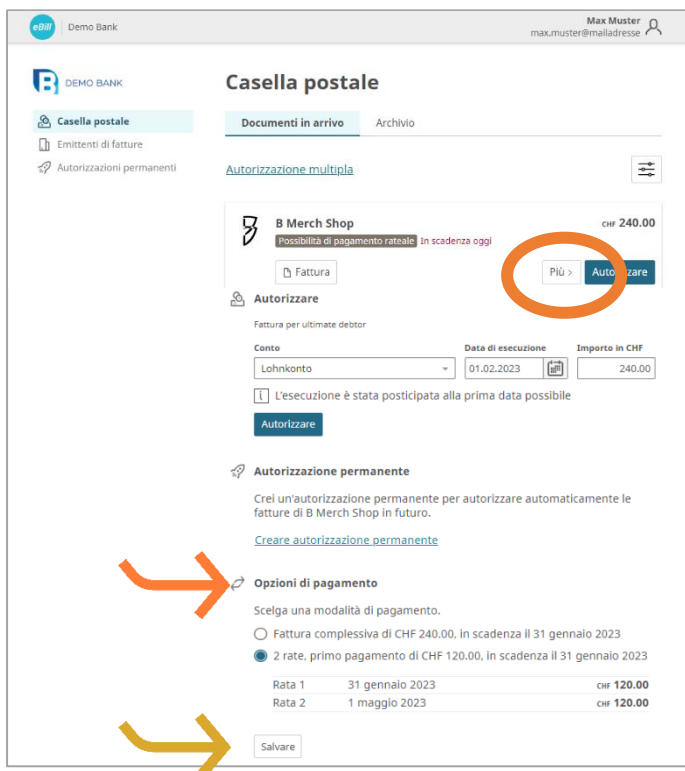 eBill Demo Bank
Max Muster
max.muster@mailadresse
DEMO BANK
Casella postale
Emittenti di fatture
Autorizzazioni permanenti
Casella postale
Documenti in arrivo Archivio
Autorizzazione multipla
B Merch Shop CHF 240.00
Possibilità di pagamento rateale In scadenza oggi
Fattura Più > Autorizzare
Autorizzare
Fattura per ultimate debtor
Conto Data di esecuzione Importo in CHF
Lohnkonto 01.02.2023 240.00
i L'esecuzione è stata posticipata alla prima data possibile
Autorizzare
Autorizzazione permanente
Crei un'autorizzazione permanente per autorizzare automaticamente le
fatture di B Merch Shop in futuro.
Creare autorizzazione permanente
Opzioni di pagamento
Scelga una modalità di pagamento.
Fattura complessiva di CHF 240.00, in scadenza il 31 gennaio 2023
2 rate, primo pagamento di CHF 120.00, in scadenza il 31 gennaio 2023
Rata 1 31 gennaio 2023 CHF 120.00
Rata 2 1 maggio 2023 CHF 120.00
Salvare